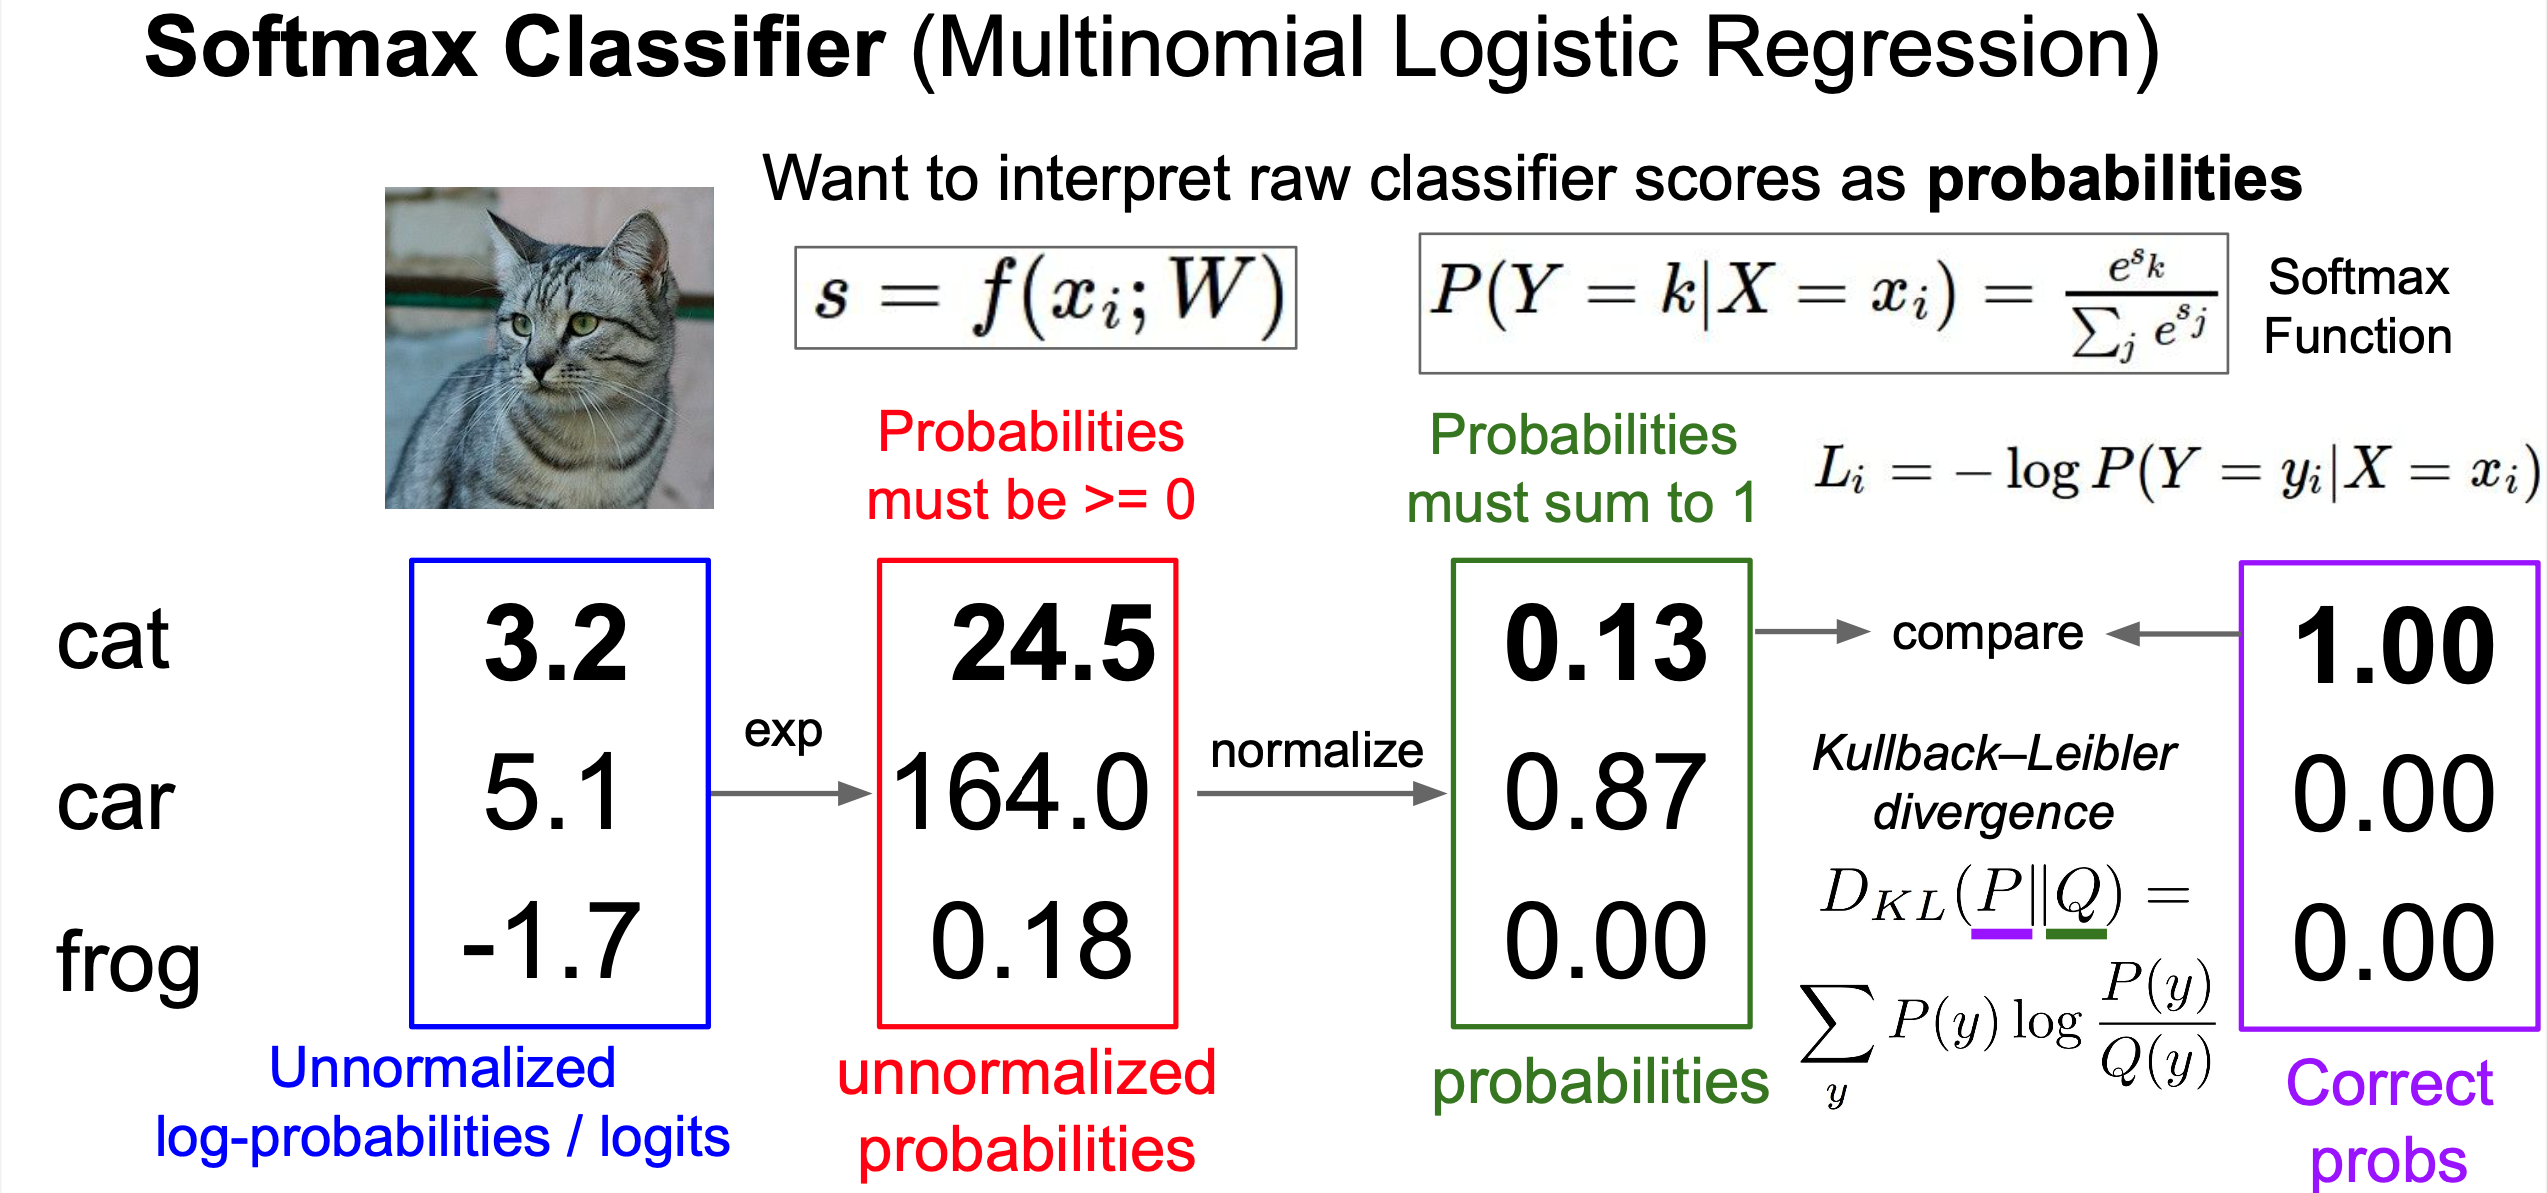 Softmax Classifier (Multinomial Logistic Regression)
Want to interpret raw classifier scores as probabilities
s = f(x_i; W)
P(Y = k|X = x_i) = \frac{e^{s_k}}{\sum_j e^{s_j}}
Softmax
Function
Probabilities
must be >= 0
Probabilities
must sum to 1
L_i = − log P(Y = y_i|X = x_i)
cat
3.2
24.5
0.13
compare
1.00
exp
normalize
car
5.1
164.0
0.87
0.00
Kullback–Leibler
divergence
D_{KL}(P‖Q) =
\sum_y P(y) log \frac{P(y)}{Q(y)}
frog
-1.7
0.18
0.00
0.00
Unnormalized
log-probabilities / logits
unnormalized
probabilities
probabilities
Correct
probs